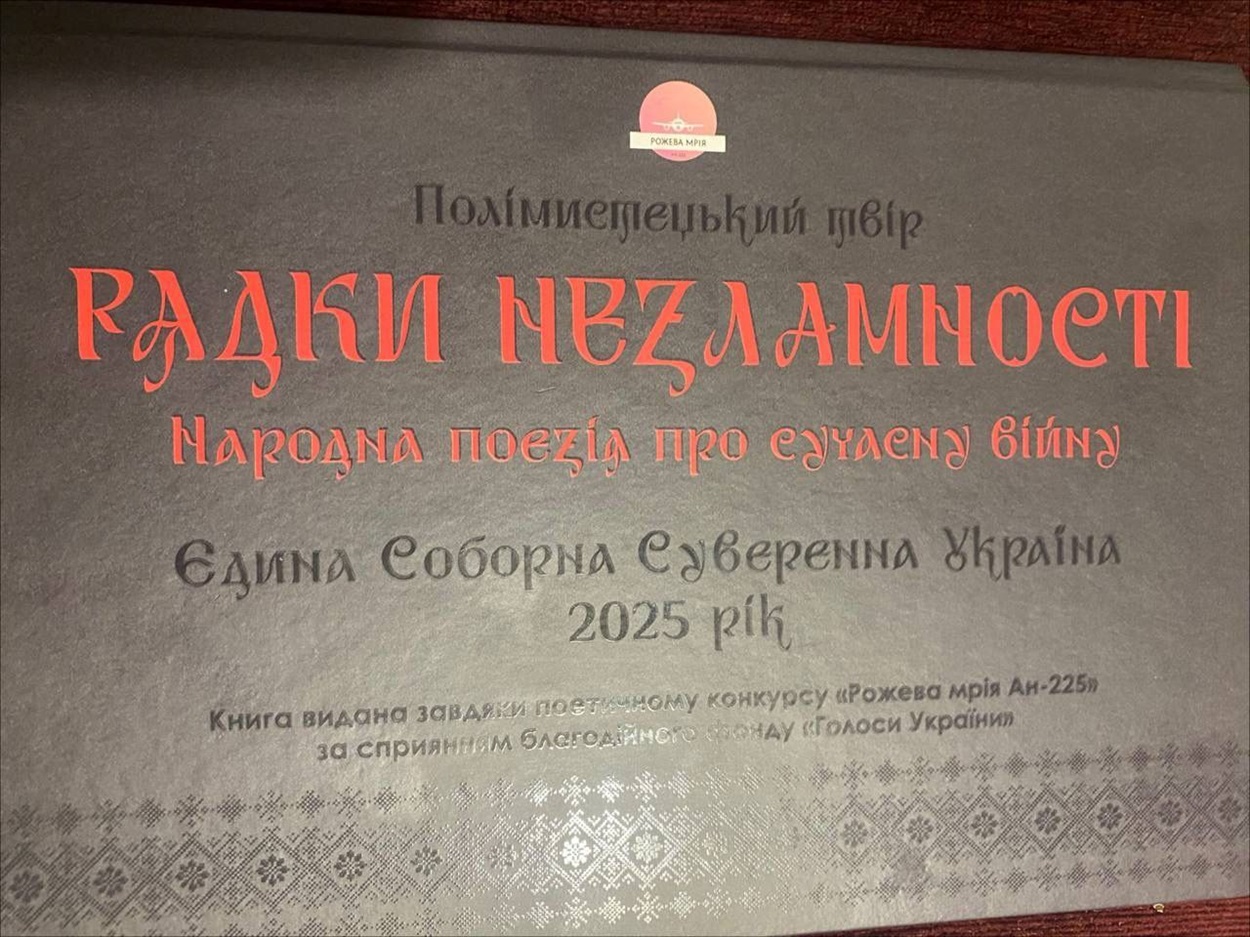 РОЖЕВА МРІЯ
Полімистецький твір
РАДКИ НЕЗЛАМНОСТІ
Народна поезія про сучасну війну
Єдина Соборна Суверенна Україна
2025 рік
Книга видана завдяки поетичному конкурсу «Рожева мрія Ан-225»
за сприянням благодійного фонду «Голоси України»